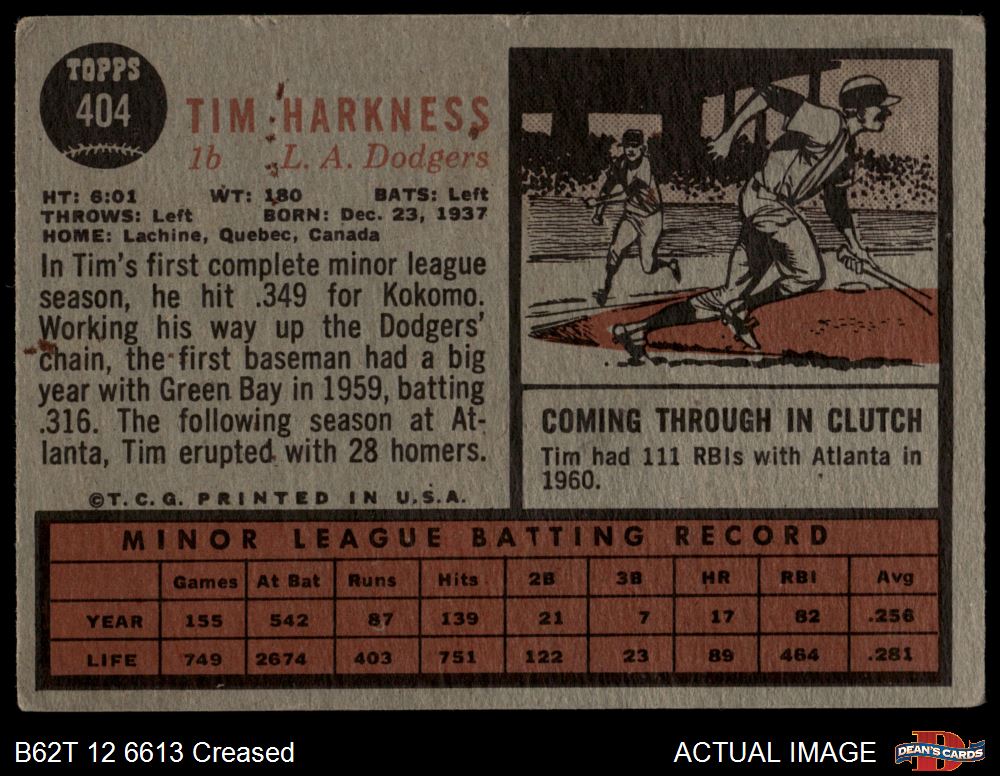 TOPPS
404
TIM HARKNESS
1b L. A. Dodgers
HT: 6:01 WT: 180 BATS: Left
THROWS: Left BORN: Dec. 23, 1937
HOME: Lachine, Quebec, Canada
In Tim's first complete minor league
season, he hit .349 for Kokomo.
Working his way up the Dodgers'
chain, the first baseman had a big
year with Green Bay in 1959, batting
.316. The following season at At-
lanta, Tim erupted with 28 homers.
©T.C.G. PRINTED IN U.S.A.
COMING THROUGH IN CLUTCH
Tim had 111 RBIs with Atlanta in
1960.
MINOR LEAGUE BATTING RECORD
Games At Bat Runs Hits 2B 3B HR RBI Avg
YEAR 155 542 87 139 21 7 17 82 .256
LIFE 749 2674 403 751 122 23 89 464 .281
B62T 12 6613 Creased
ACTUAL IMAGE
D
DEAN'S CARDS